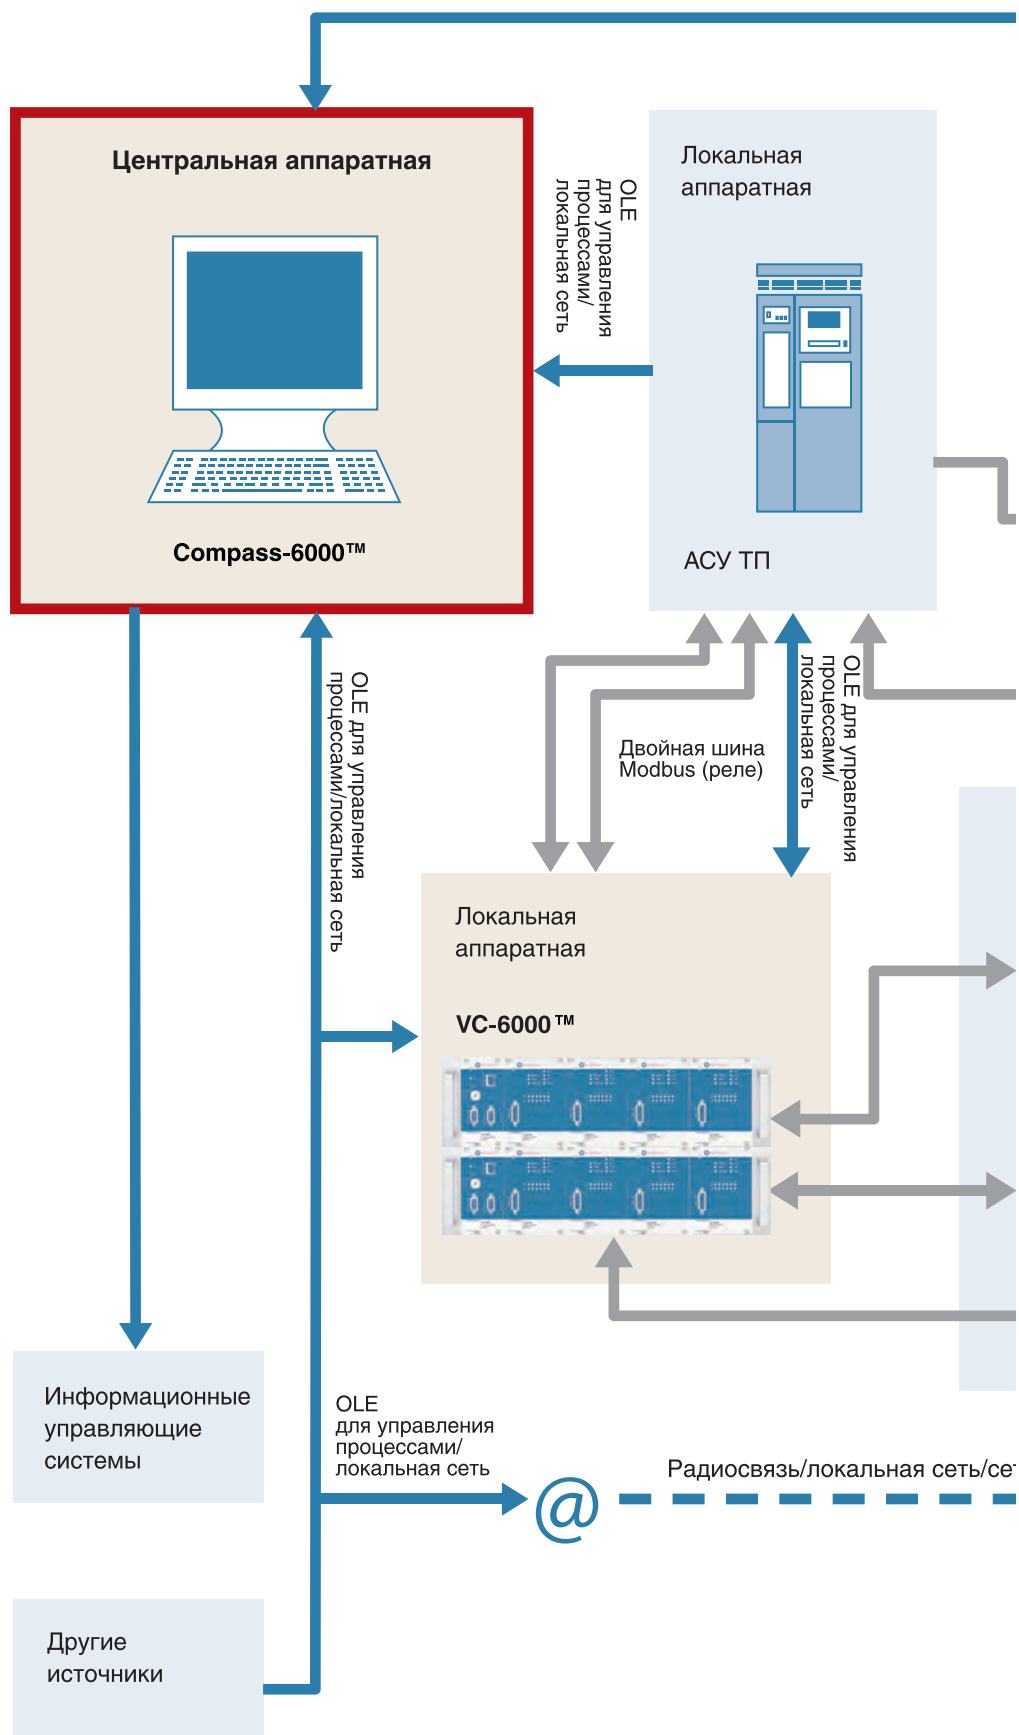 Центральная аппаратная
Compass-6000™
OLE
для управления
процессами/
локальная сеть
Локальная
аппаратная
АСУ ТП
OLE для управления
процессами/локальная сеть
Двойная шина
Modbus (реле)
OLE для управления
процессами/
локальная сеть
Локальная
аппаратная
VC-6000™
Информационные
управляющие
системы
OLE
для управления
процессами/
локальная сеть
@
Радиосвязь/локальная сеть/сет
Другие
источники